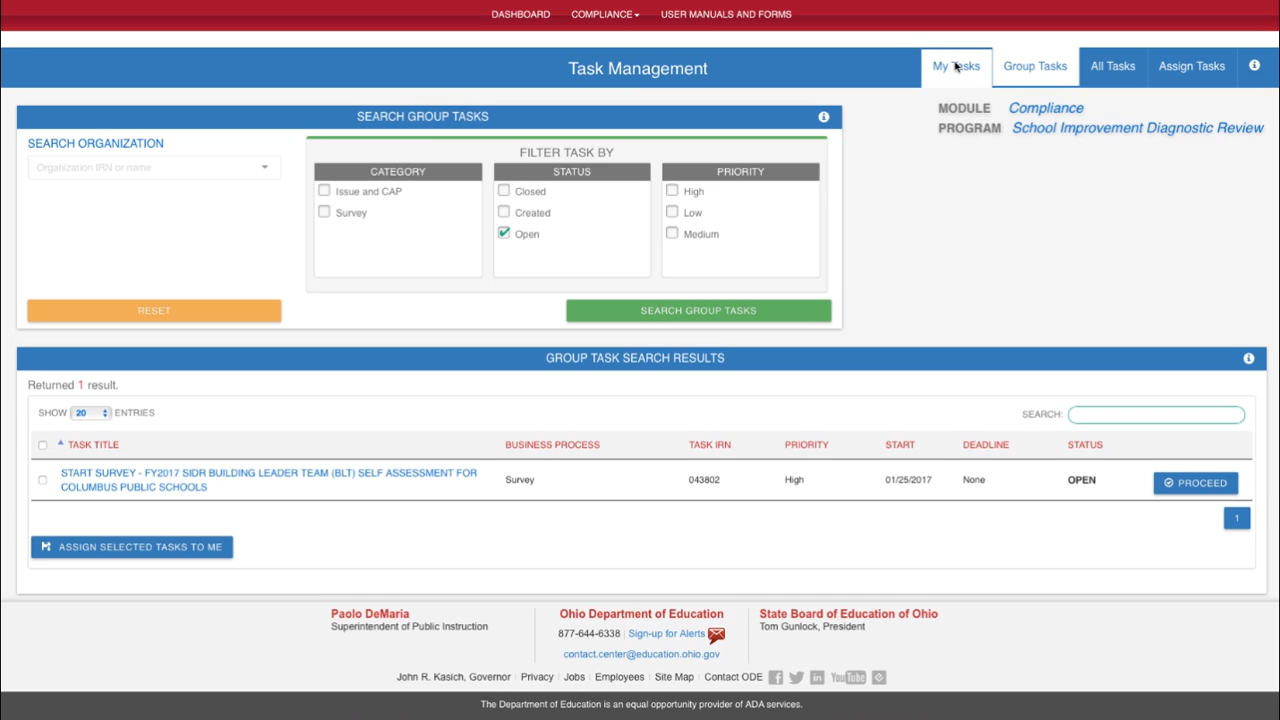 DASHBOARD COMPLIANCE USER MANUALS AND FORMS
Task Management
My Tasks Group Tasks All Tasks Assign Tasks
MODULE Compliance
PROGRAM School Improvement Diagnostic Review
SEARCH GROUP TASKS
SEARCH ORGANIZATION
Organization IRN or name
FILTER TASK BY
CATEGORY
Issue and CAP
Survey
STATUS
Closed
Created
Open
PRIORITY
High
Low
Medium
RESET
SEARCH GROUP TASKS
GROUP TASK SEARCH RESULTS
Returned 1 result.
SHOW 20 ENTRIES
SEARCH:
TASK TITLE BUSINESS PROCESS TASK IRN PRIORITY START DEADLINE STATUS
START SURVEY - FY2017 SIDR BUILDING LEADER TEAM (BLT) SELF ASSESSMENT FOR
COLUMBUS PUBLIC SCHOOLS
Survey 043802 High 01/25/2017 None OPEN PROCEED
1
ASSIGN SELECTED TASKS TO ME
Paolo DeMaria
Superintendent of Public Instruction
Ohio Department of Education
877-644-6338 | Sign-up for Alerts
contact.center@education.ohio.gov
State Board of Education of Ohio
Tom Gunlock, President
John R. Kasich, Governor | Privacy | Jobs | Employees | Site Map | Contact ODE
in
YouTube
The Department of Education is an equal opportunity provider of ADA services.